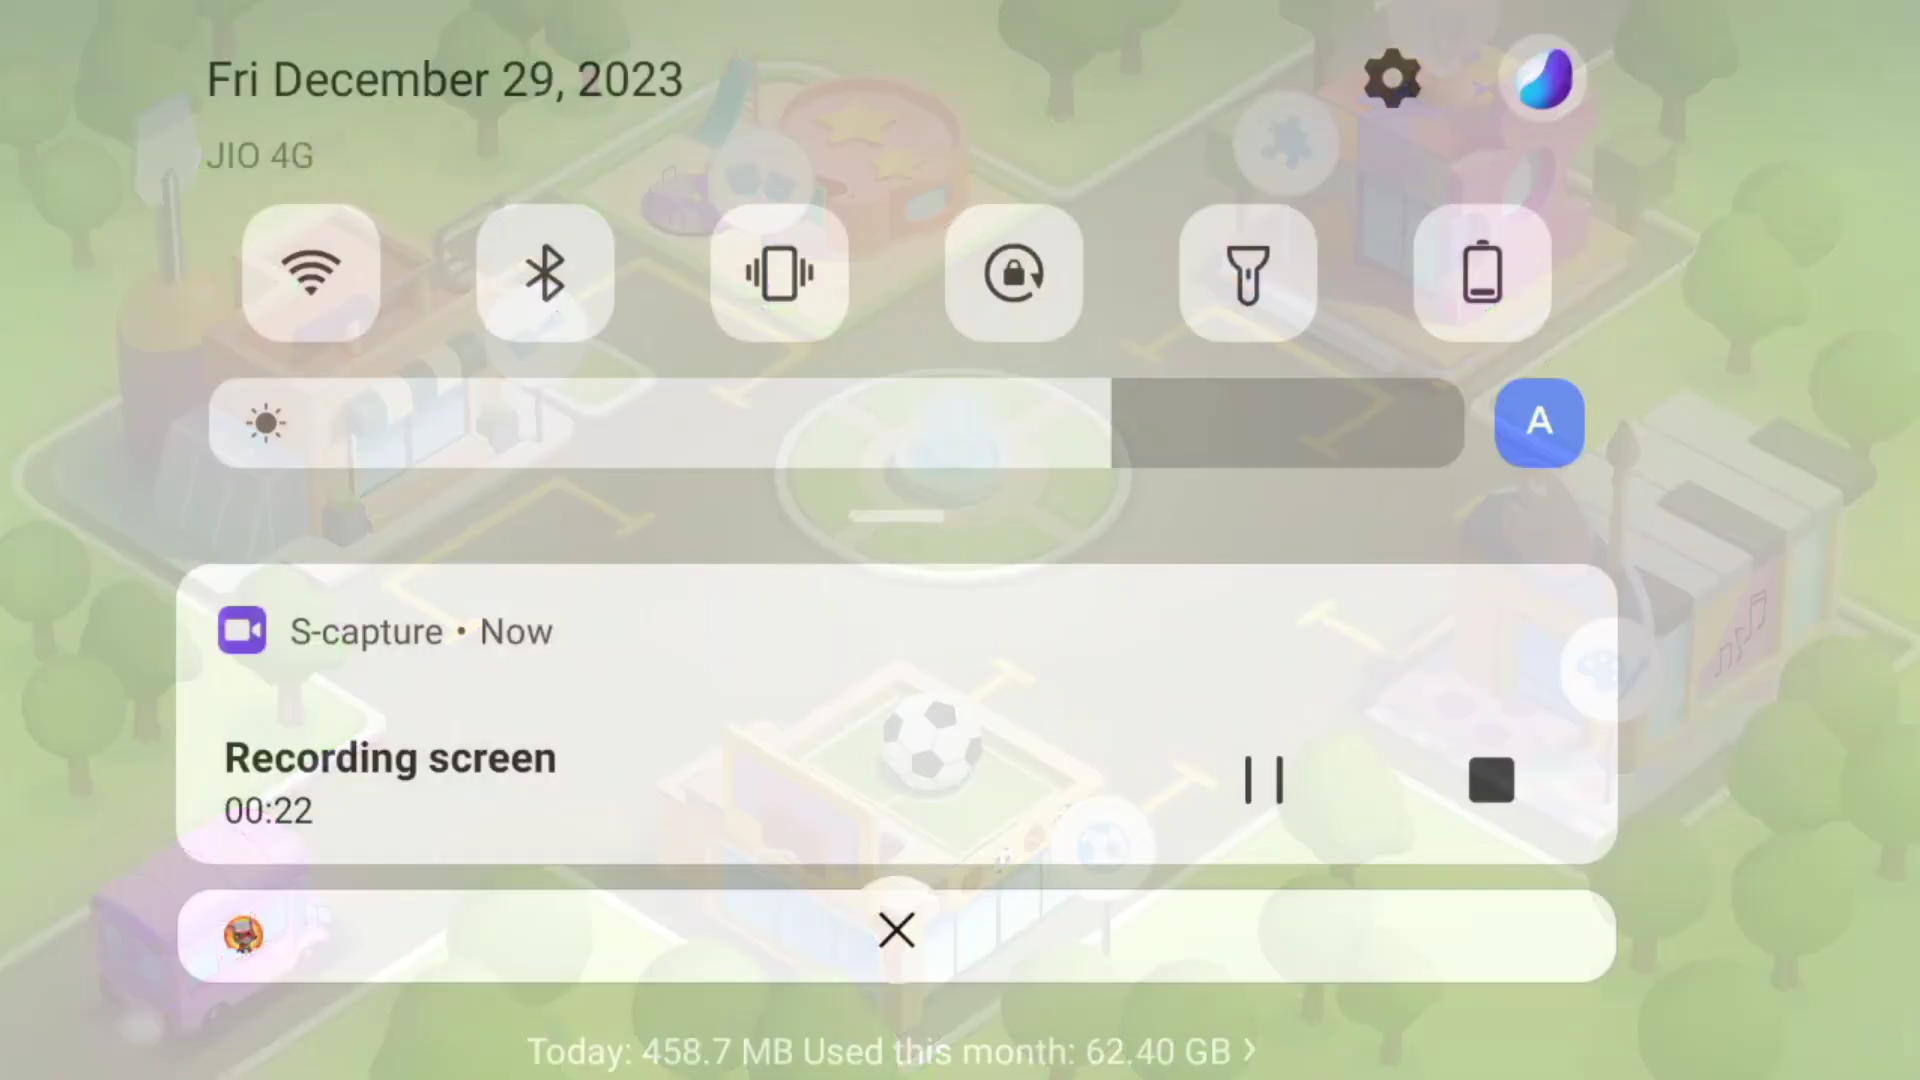 Fri December 29, 2023
JIO 4G
A
S-capture • Now
Recording screen
00:22
Today: 458.7 MB Used this month: 62.40 GB >